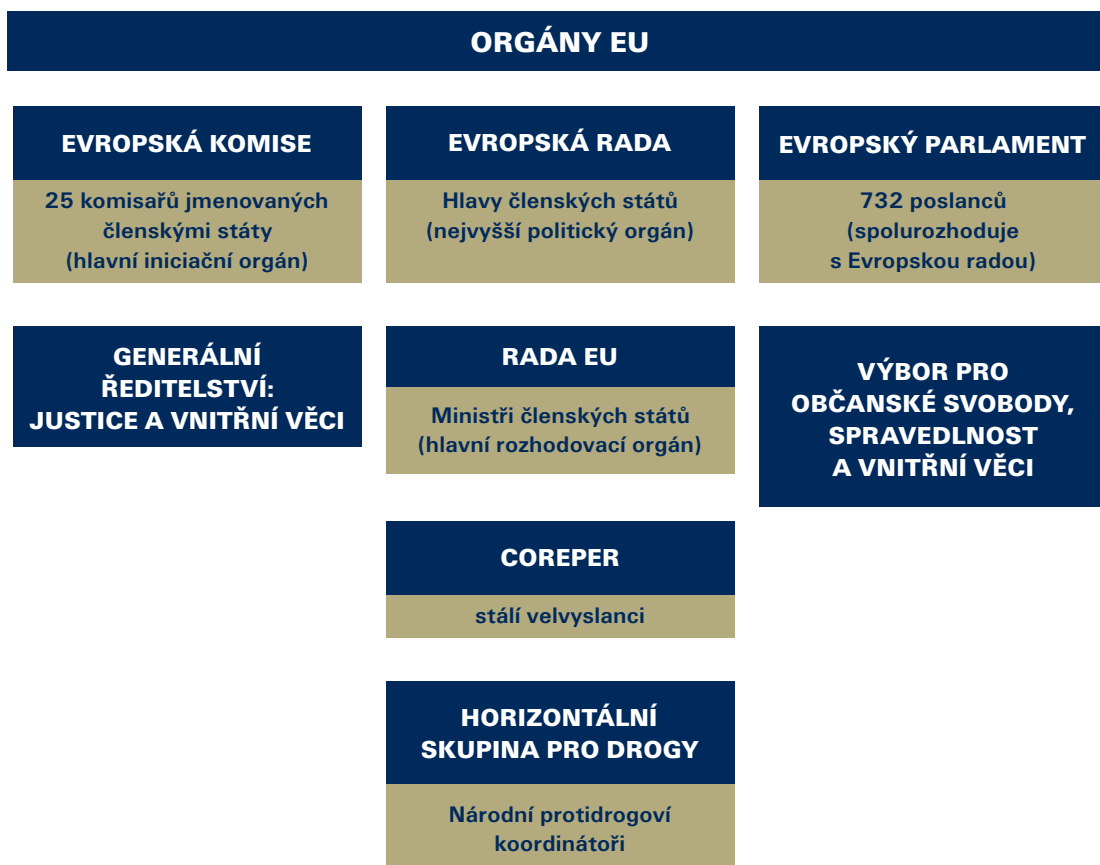 ORGÁNY EU
EVROPSKÁ KOMISE
25 komisařů jmenovaných
členskými státy
(hlavní iniciační orgán)
EVROPSKÁ RADA
Hlavy členských států
(nejvyšší politický orgán)
EVROPSKÝ PARLAMENT
732 poslanců
(spolurozhoduje
s Evropskou radou)
GENERÁLNÍ
ŘEDITELSTVÍ:
JUSTICE A VNITŘNÍ VĚCI
RADA EU
Ministři členských států
(hlavní rozhodovací orgán)
VÝBOR PRO
OBČANSKÉ SVOBODY,
SPRAVEDLNOST
A VNITŘNÍ VĚCI
COREPER
stálí velvyslanci
HORIZONTÁLNÍ
SKUPINA PRO DROGY
Národní protidrogoví
koordinátoři